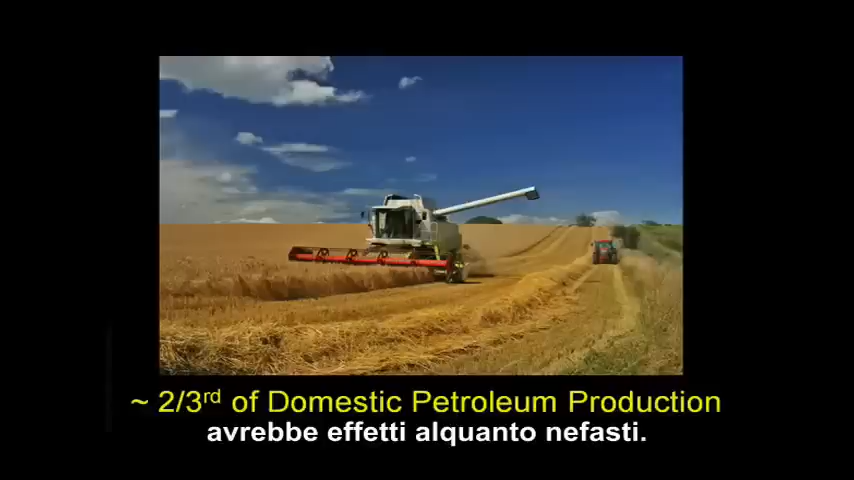 ~ 2/3rd of Domestic Petroleum Production
avrebbe effetti alquanto nefasti.